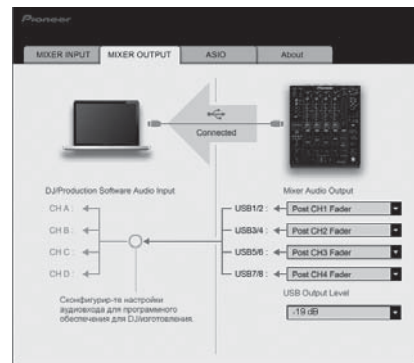 Pioneer
MIXER INPUT MIXER OUTPUT ASIO About
Connected
DJ/Production Software Audio Input Mixer Audio Output
CH A : USB1/2 : Post CH1 Fader
CH B : USB3/4 : Post CH2 Fader
CH C : USB5/6 : Post CH3 Fader
CH D : USB7/8 : Post CH4 Fader
Сконфигурир-те настройки
аудиовхода для програмного
обеспечения для DJ/изготовления.
USB Output Level
-19 dB